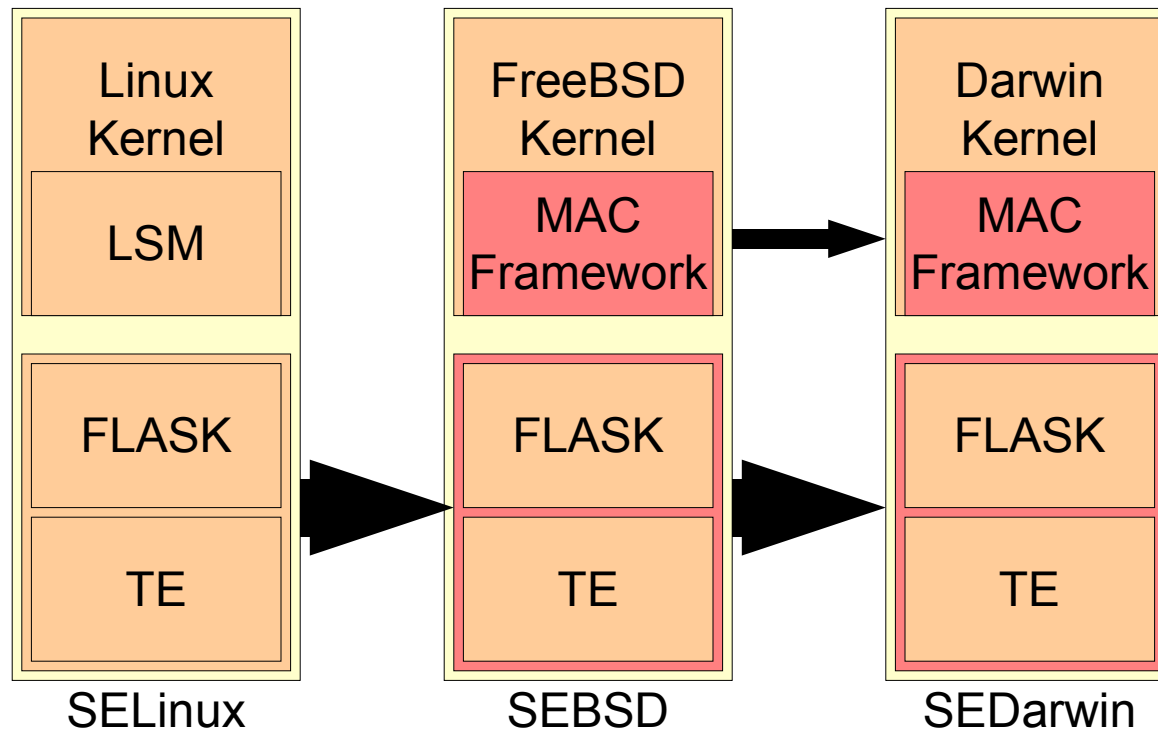 Linux
Kernel
LSM
FLASK
TE
SELinux
FreeBSD
Kernel
MAC
Framework
FLASK
TE
SEBSD
Darwin
Kernel
MAC
Framework
FLASK
TE
SEDarwin